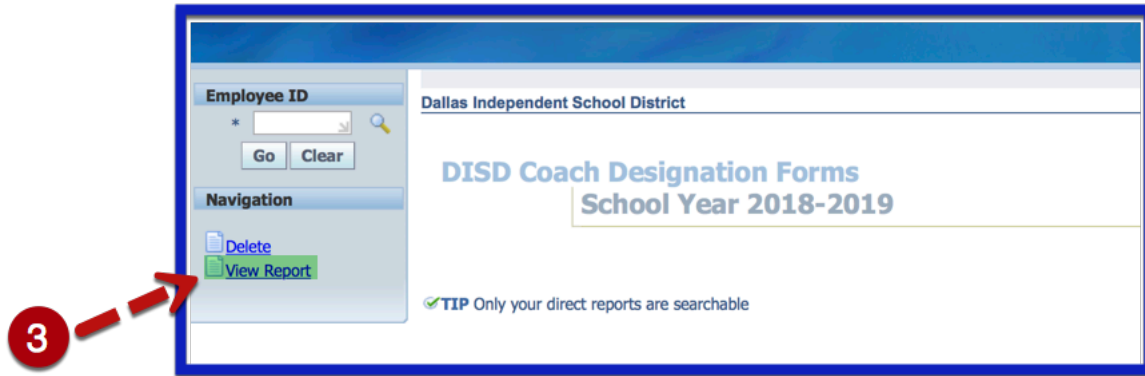 Employee ID
*
Go Clear
Navigation
Delete
View Report
Dallas Independent School District
DISD Coach Designation Forms
School Year 2018-2019
TIP Only your direct reports are searchable
3